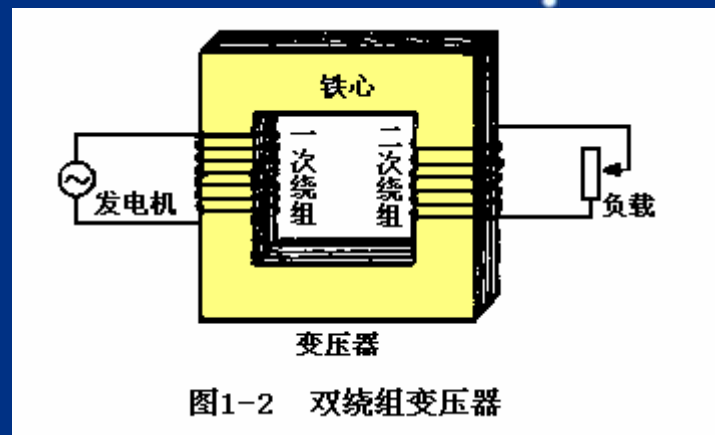 铁心
一次绕组
二次绕组
发电机
负载
变压器
图1-2 双绕组变压器